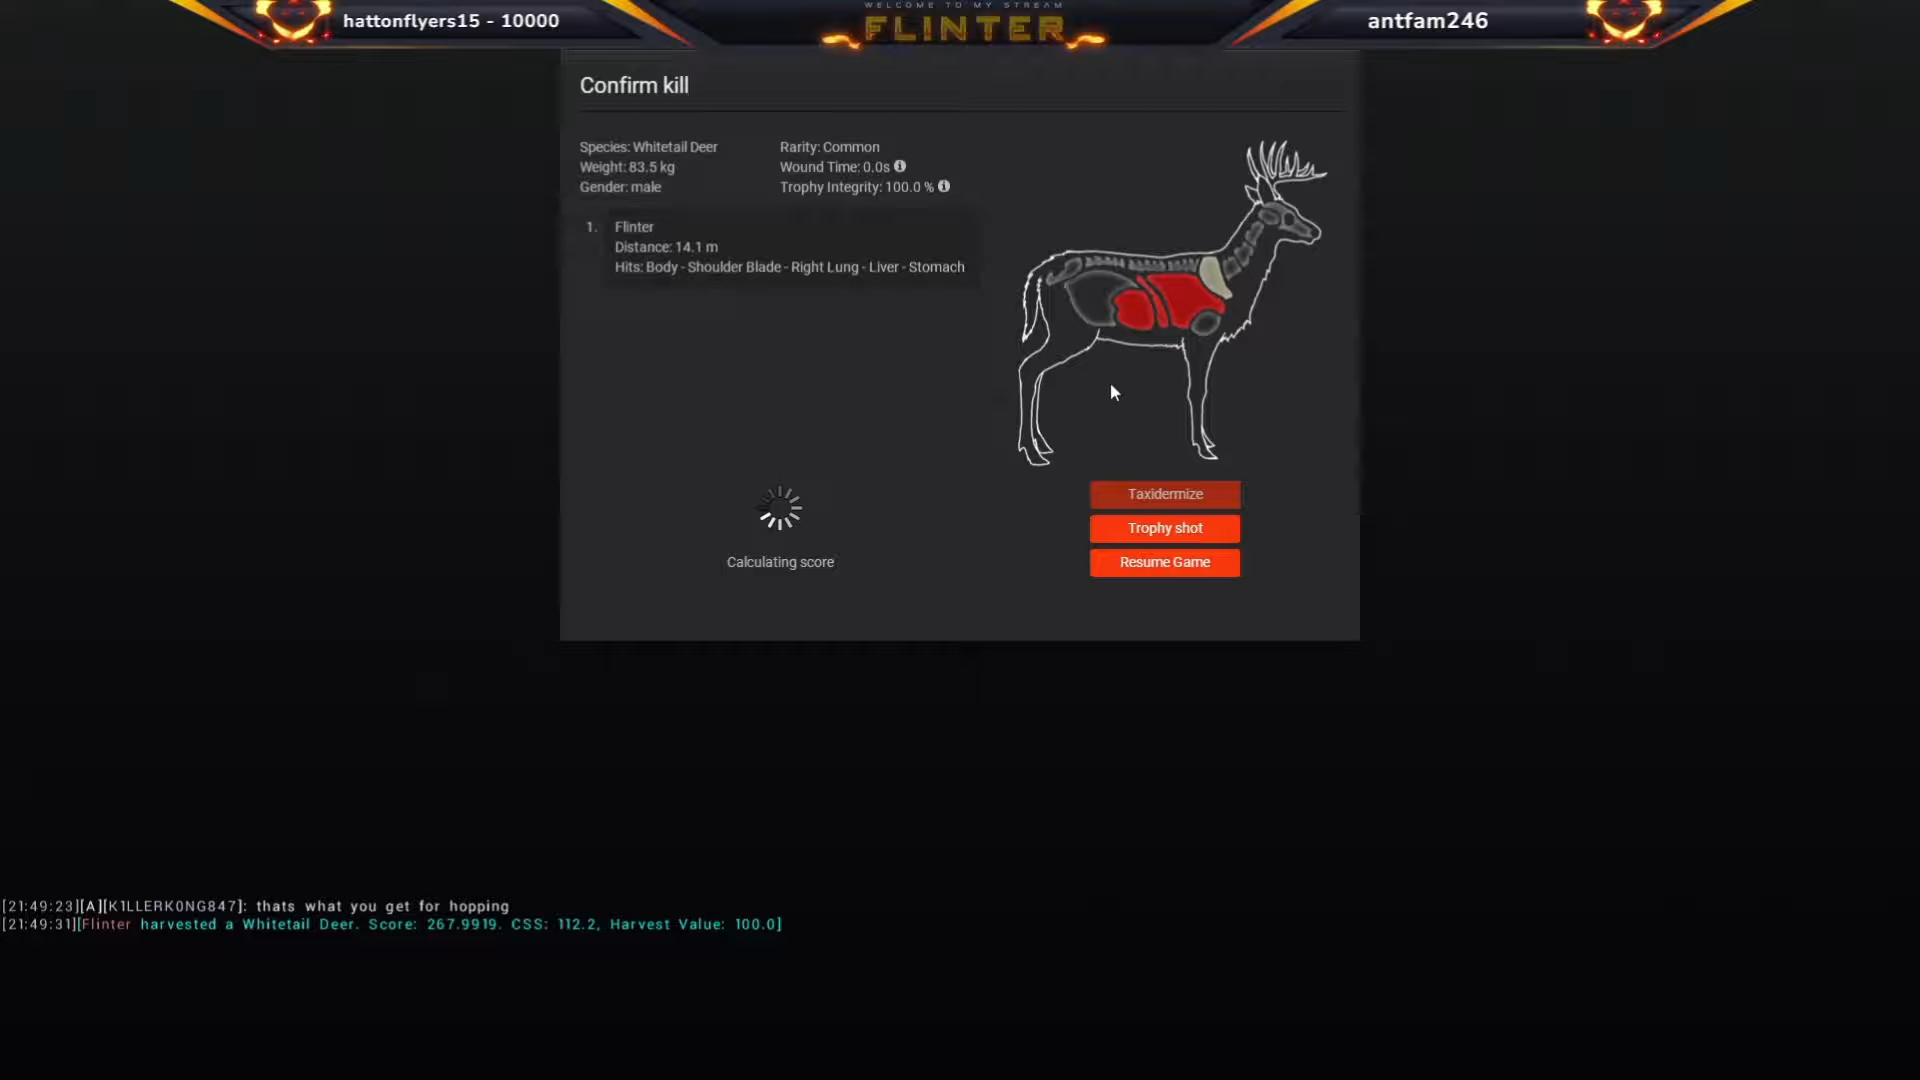 hattonflyers15 - 10000
WELCOME TO MY STREAM
FLINTER
antfam246
Confirm kill
Species: Whitetail Deer
Weight: 83.5 kg
Gender: male
Rarity: Common
Wound Time: 0.0s
Trophy Integrity: 100.0 %
1. Flinter
Distance: 14.1 m
Hits: Body - Shoulder Blade - Right Lung - Liver - Stomach
Calculating score
Taxidermize
Trophy shot
Resume Game
[21:49:23][A][K1LLERK0NG847]: thats what you get for hopping
[21:49:31][Flinter harvested a Whitetail Deer. Score: 267.9919. CSS: 112.2, Harvest Value: 100.0]